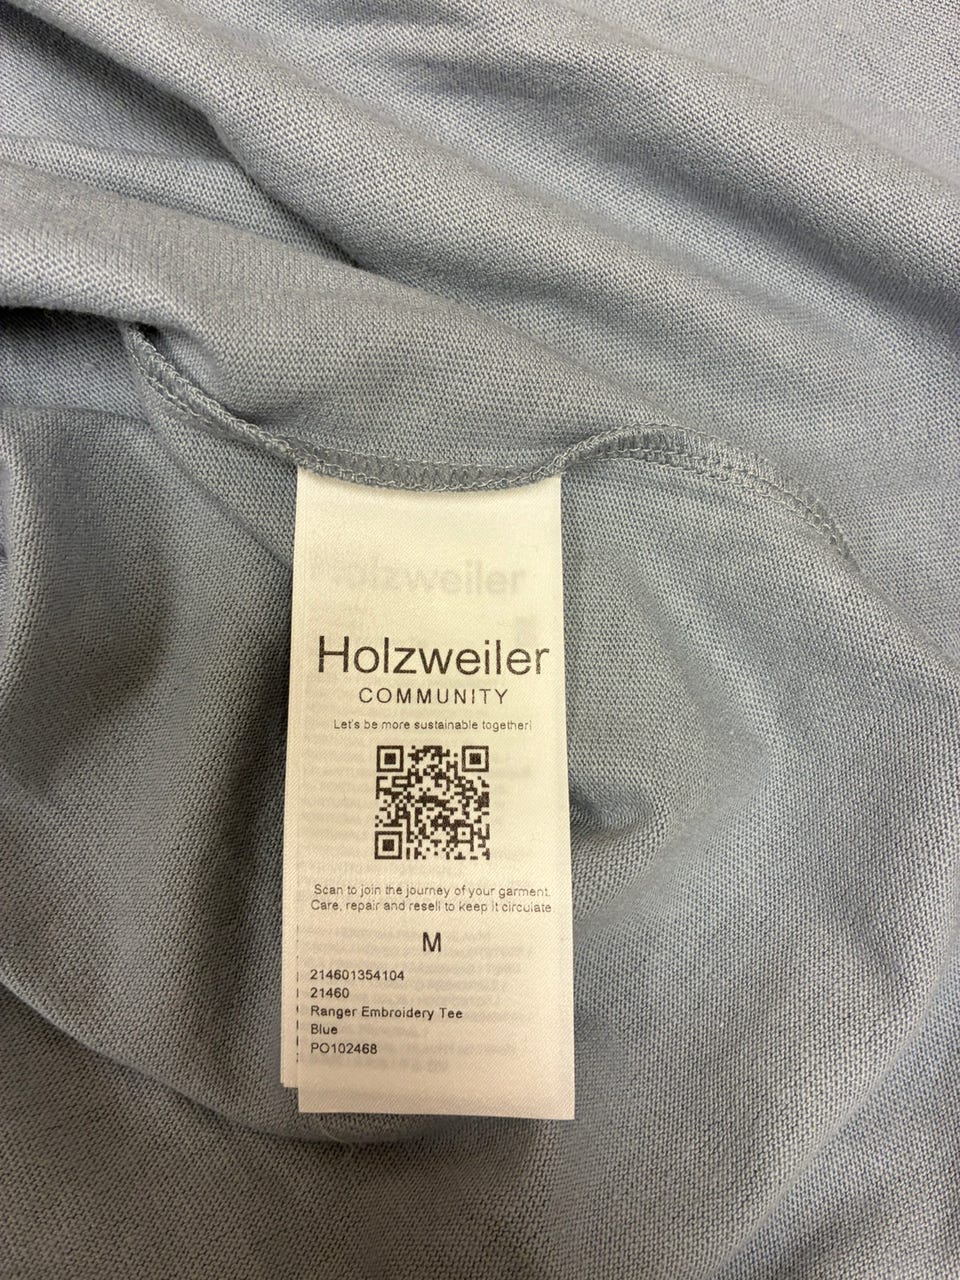 Holzweiler
COMMUNITY
Let's be more sustainable together!
Scan to join the journey of your garment.
Care, repair and resell to keep it circulate
M
214601354104
21460
Ranger Embroidery Tee
Blue
PO102468